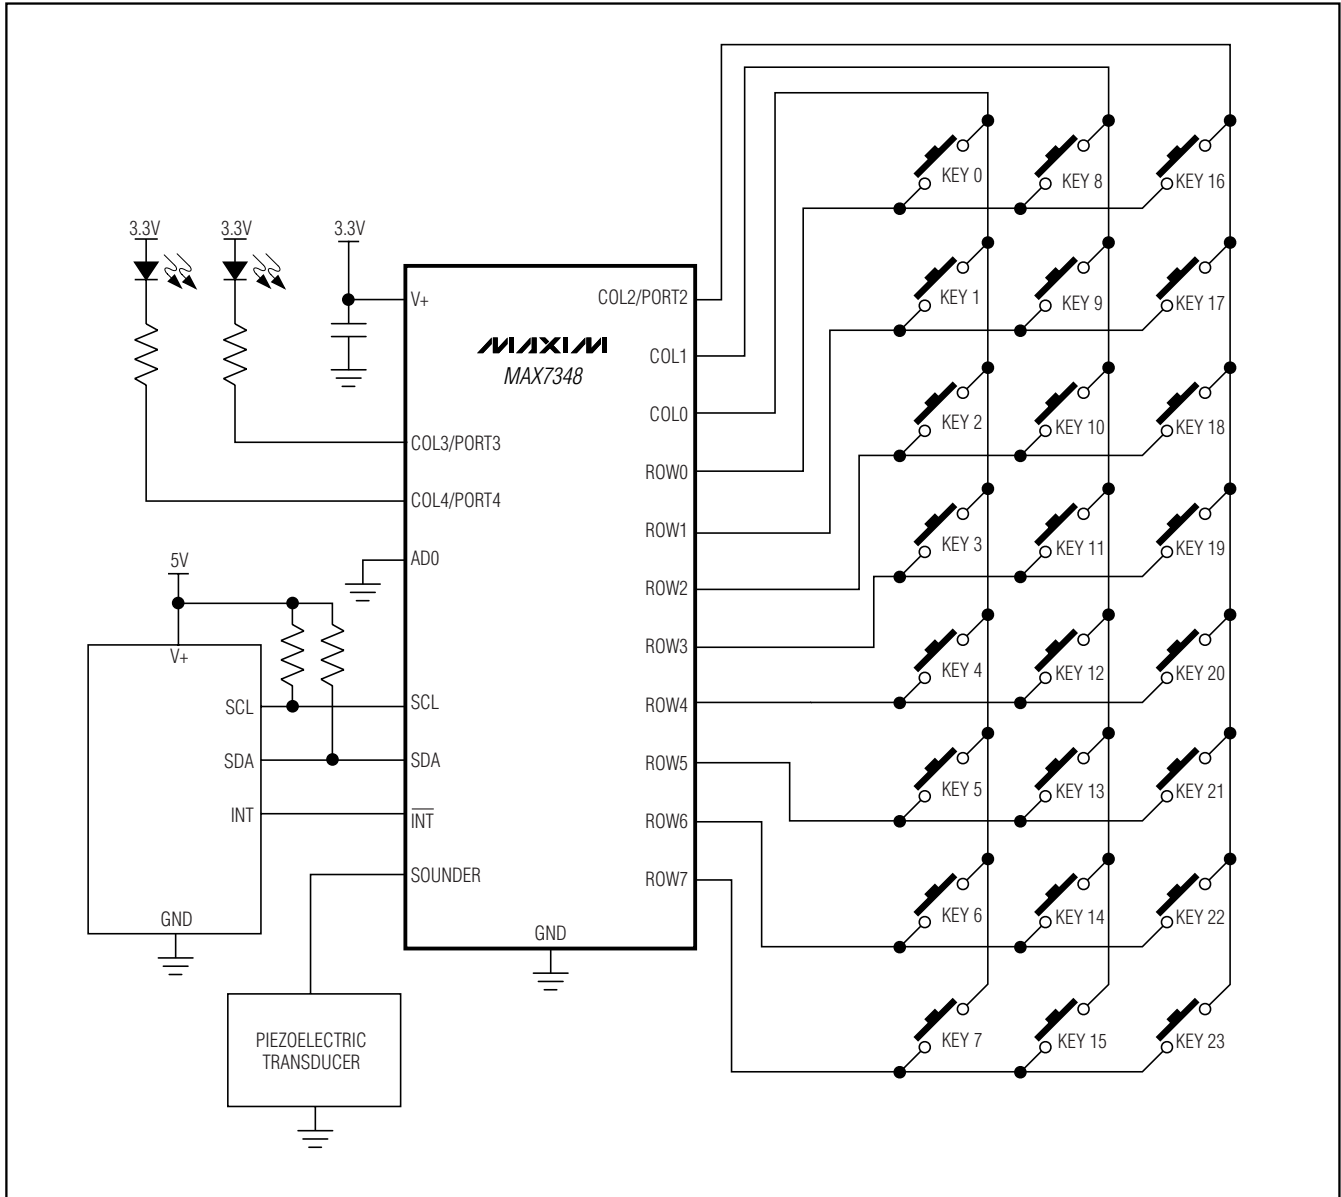 KEY 0
KEY 8
KEY 16
3.3V
3.3V
3.3V
KEY 1
KEY 9
KEY 17
V+
COL2/PORT2
MAXIM
MAX7348
COL1
COL0
KEY 2
KEY 10
KEY 18
COL3/PORT3
ROW0
COL4/PORT4
ROW1
KEY 3
KEY 11
KEY 19
5V
AD0
ROW2
V+
ROW3
KEY 4
KEY 12
KEY 20
SCL
SCL
ROW4
SDA
SDA
ROW5
KEY 5
KEY 13
KEY 21
INT
INT
ROW6
SOUNDER
ROW7
GND
GND
KEY 6
KEY 14
KEY 22
PIEZOELECTRIC
TRANSDUCER
KEY 7
KEY 15
KEY 23